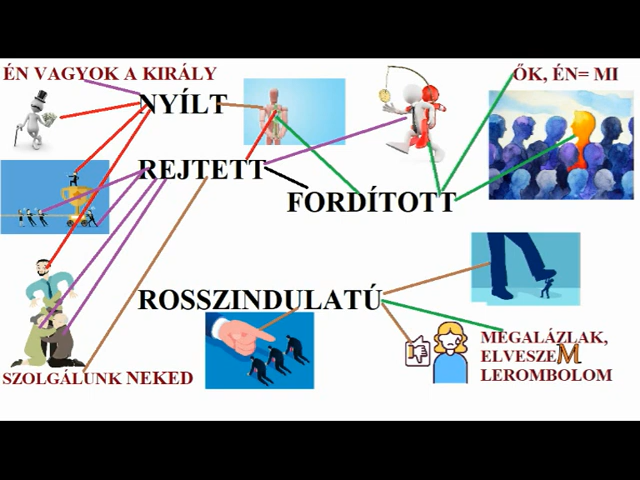 ÉN VAGYOK A KIRÁLY
ŐK, ÉN= MI
NYÍLT
REJTETT
FORDÍTOTT
ROSSZINDULATÚ
MEGALÁZLAK,
ELVESZEM
LEROMBOLOM
SZOLGÁLUNK NEKED